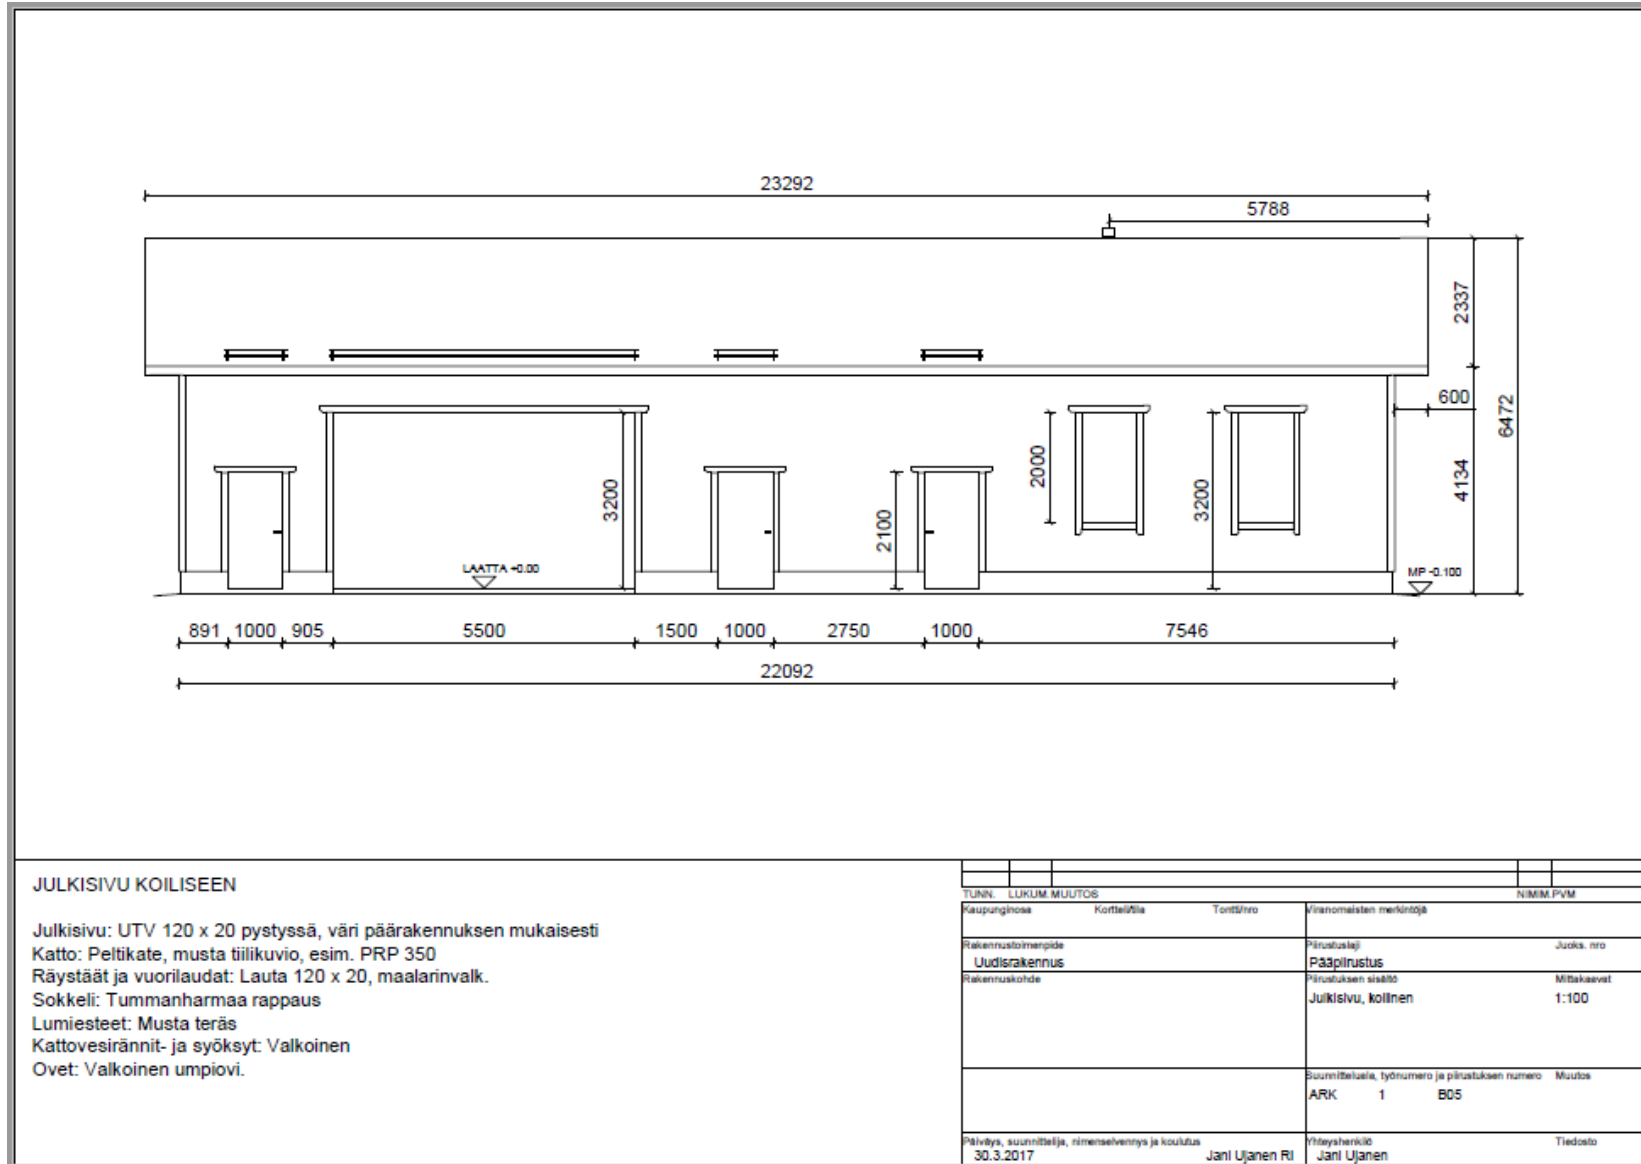 23292
5788
2337
600
6472
4134
2000
3200
3200
2100
LAATTA +0.00
MP -0.100
891 1000 905 5500 1500 1000 2750 1000 7546
22092
JULKISIVU KOILISEEN
Julkisivu: UTV 120 x 20 pystyssä, väri päärakennuksen mukaisesti
Katto: Peltikate, musta tiilikuvio, esim. PRP 350
Räystäät ja vuorilaudat: Lauta 120 x 20, maalarinvalk.
Sokkeli: Tummanharmaa rappaus
Lumiesteet: Musta teräs
Kattovesirännit- ja syöksyt: Valkoinen
Ovet: Valkoinen umpiovi.
TUNN. LUKUM. MUUTOS NIMIM. PVM
Kaupunginosa Kortteli/tila Tontti/nro Viranomaisten merkintöjä
Rakennustoimenpide Piirustuslaji Juoks. nro
Uudisrakennus Pääpiirustus
Rakennuskohde Piirustuksen sisältö Mittakaavat
Julkisivu, koilinen 1:100
Suunnitteluala, työnumero ja piirustuksen numero Muutos
ARK 1 B05
Päiväys, suunnittelija, nimenselvennys ja koulutus Yhteyshenkilö Tiedosto
30.3.2017 Jani Ujanen RI Jani Ujanen